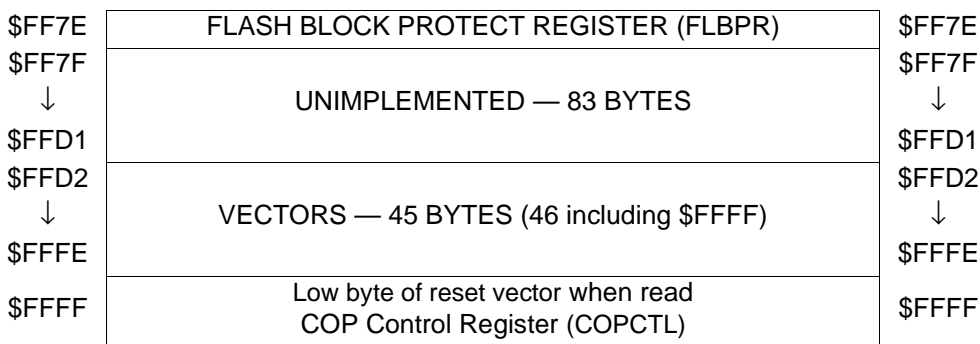 $FF7E FLASH BLOCK PROTECT REGISTER (FLBPR) $FF7E
$FF7F $FF7F
↓ UNIMPLEMENTED — 83 BYTES ↓
$FFD1 $FFD1
$FFD2 $FFD2
↓ VECTORS — 45 BYTES (46 including $FFFF) ↓
$FFFE $FFFE
$FFFF Low byte of reset vector when read $FFFF
COP Control Register (COPCTL)